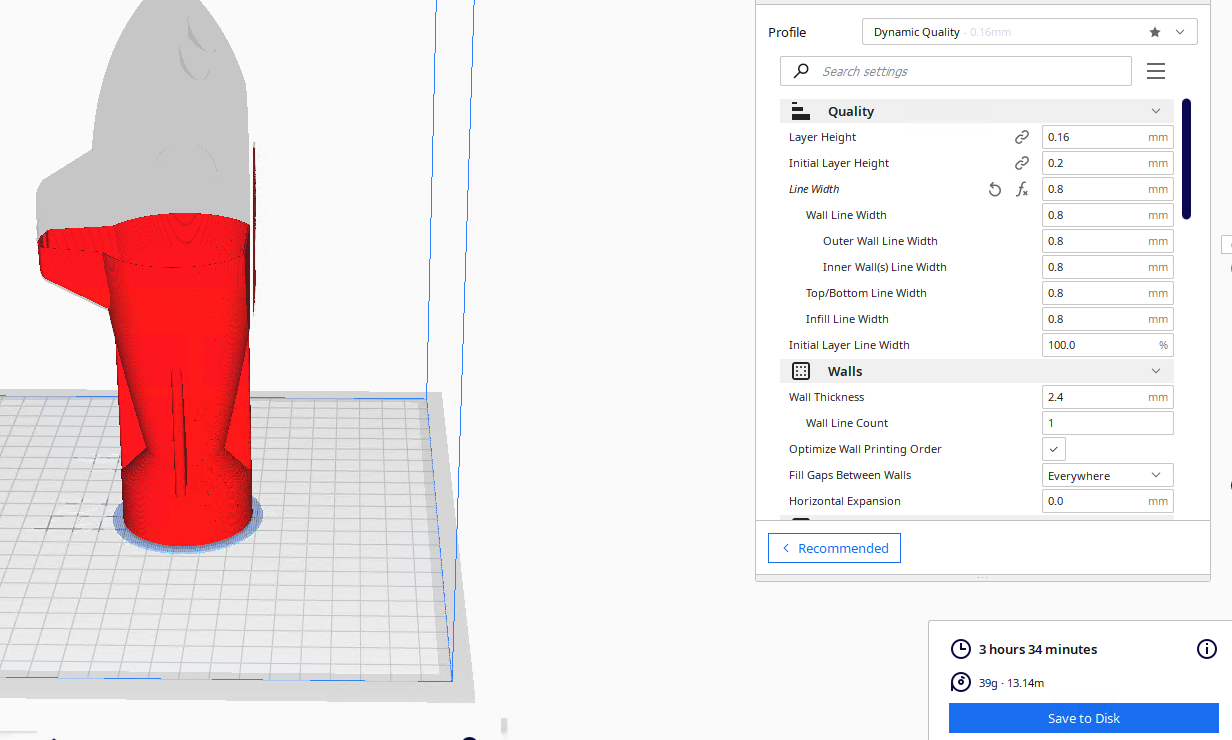 Profile
Dynamic Quality - 0.16mm
Search settings
Quality
Layer Height 0.16 mm
Initial Layer Height 0.2 mm
Line Width 0.8 mm
Wall Line Width 0.8 mm
Outer Wall Line Width 0.8 mm
Inner Wall(s) Line Width 0.8 mm
Top/Bottom Line Width 0.8 mm
Infill Line Width 0.8 mm
Initial Layer Line Width 100.0 %
Walls
Wall Thickness 2.4 mm
Wall Line Count 1
Optimize Wall Printing Order
Fill Gaps Between Walls Everywhere
Horizontal Expansion 0.0 mm
Recommended
3 hours 34 minutes
39g · 13.14m
Save to Disk